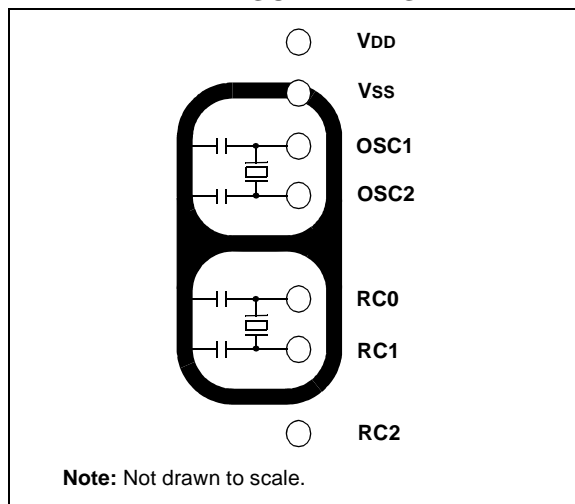 VDD
VSS
OSC1
OSC2
RC0
RC1
RC2
Note: Not drawn to scale.